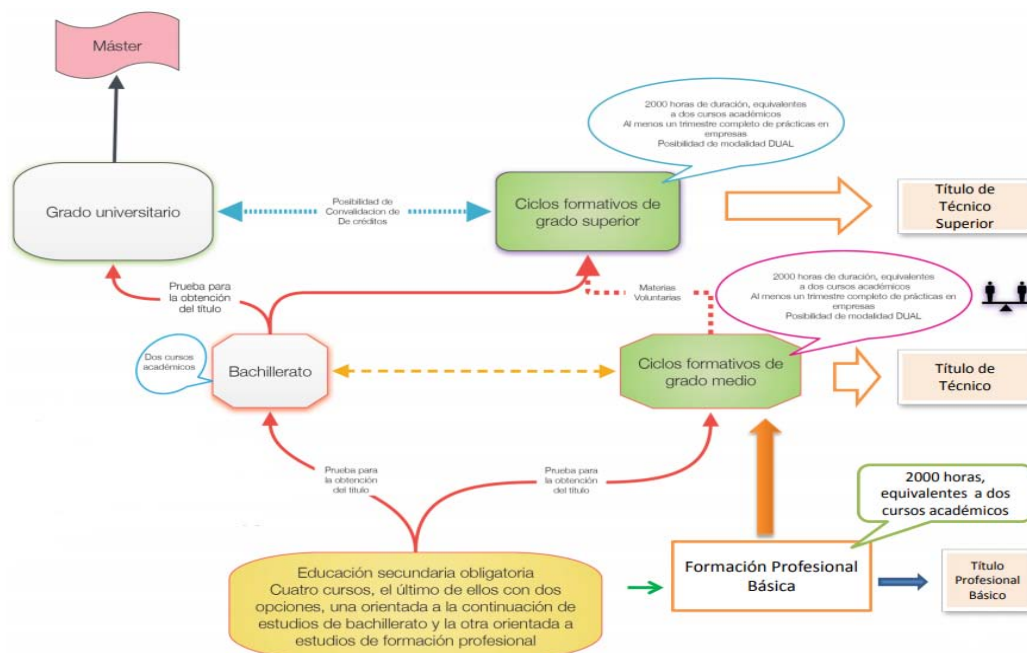 Máster
2000 horas de duración, equivalentes
a dos cursos académicos
Al menos un trimestre completo de prácticas en
empresas
Posibilidad de modalidad DUAL
Grado universitario
Posibilidad de
Convalidacion de
De créditos
Ciclos formativos de
grado superior
Título de
Técnico
Superior
Prueba para
la obtención
del título
Materias
Voluntarias
2000 horas de duración, equivalentes
a dos cursos académicos
Al menos un trimestre completo de prácticas en
empresas
Posibilidad de modalidad DUAL
Dos cursos
académicos
Bachillerato
Ciclos formativos de
grado medio
Título de
Técnico
Prueba para
la obtención
del título
Prueba para
la obtención
del título
2000 horas,
equivalentes a dos
cursos académicos
Educación secundaria obligatoria
Cuatro cursos, el último de ellos con dos
opciones, una orientada a la continuación de
estudios de bachillerato y la otra orientada a
estudios de formación profesional
Formación Profesional
Básica
Título
Profesional
Básico